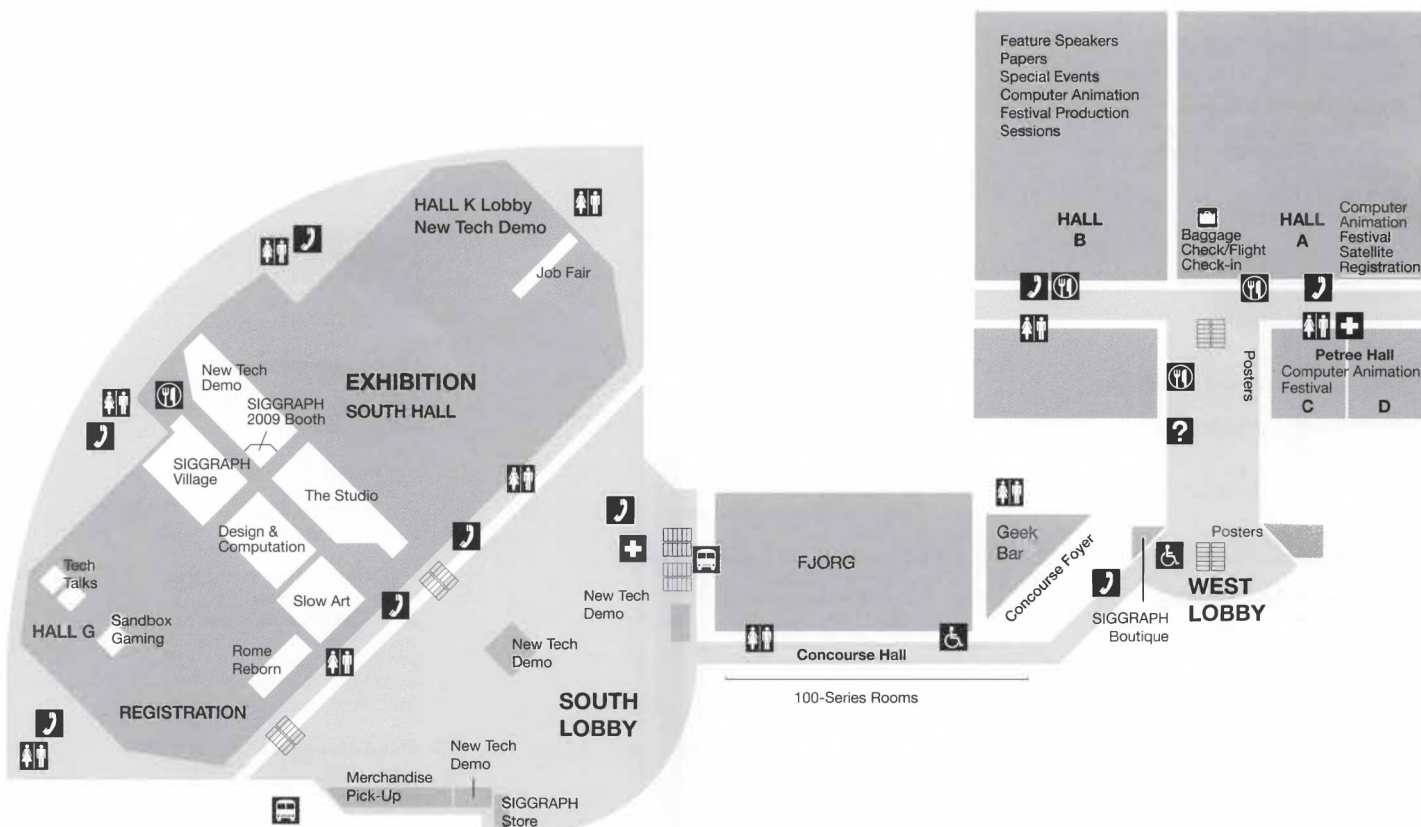 Feature Speakers
Papers
Special Events
Computer Animation
Festival Production
Sessions
HALL
B
Baggage
Check/Flight
Check-in
HALL
A
Computer
Animation
Festival
Satellite
Registration
HALL K Lobby
New Tech Demo
Job Fair
New Tech
Demo
SIGGRAPH
2009 Booth
EXHIBITION
SOUTH HALL
SIGGRAPH
Village
The Studio
Design &
Computation
Slow Art
Tech
Talks
Sandbox
Gaming
HALL G
Rome
Reborn
REGISTRATION
Posters
Petree Hall
Computer Animation
Festival
C
D
?
FJORG
Geek
Bar
Concourse Foyer
Posters
WEST
LOBBY
SIGGRAPH
Boutique
New Tech
Demo
New Tech
Demo
Concourse Hall
100-Series Rooms
SOUTH
LOBBY
New Tech
Demo
Merchandise
Pick-Up
SIGGRAPH
Store